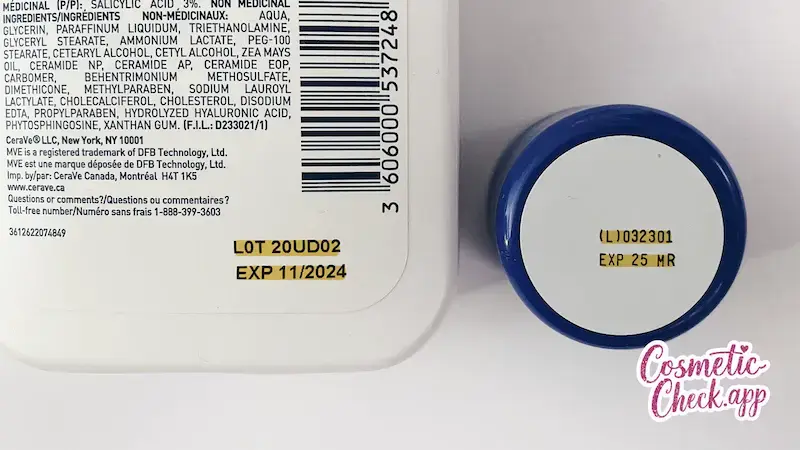 MÉDICINAL (P/P): SALICYLIC ACID 3%. NON MEDICINAL
INGREDIENTS/INGRÉDIENTS NON-MÉDICINAUX: AQUA,
GLYCERIN, PARAFFINUM LIQUIDUM, TRIETHANOLAMINE,
GLYCERYL STEARATE, AMMONIUM LACTATE, PEG-100
STEARATE, CETEARYL ALCOHOL, CETYL ALCOHOL, ZEA MAYS
OIL, CERAMIDE NP, CERAMIDE AP, CERAMIDE EOP,
CARBOMER, BEHENTRIMONIUM METHOSULFATE,
DIMETHICONE, METHYLPARABEN, SODIUM LAUROYL
LACTYLATE, CHOLECALCIFEROL, CHOLESTEROL, DISODIUM
EDTA, PROPYLPARABEN, HYDROLYZED HYALURONIC ACID,
PHYTOSPHINGOSINE, XANTHAN GUM. (F.I.L.: D233021/1)
CeraVe® LLC, New York, NY 10001
MVE is a registered trademark of DFB Technology, Ltd.
MVE est une marque déposée de DFB Technology, Ltd.
Imp. by/par: CeraVe Canada, Montréal H4T 1K5
www.cerave.ca
Questions or comments?/Questions ou commentaires?
Toll-free number/Numéro sans frais 1-888-399-3603
3612622074849
3 606000 537248
LOT 20UD02
EXP 11/2024
(L)032301
EXP 25 MR
Cosmetic-
Check.app